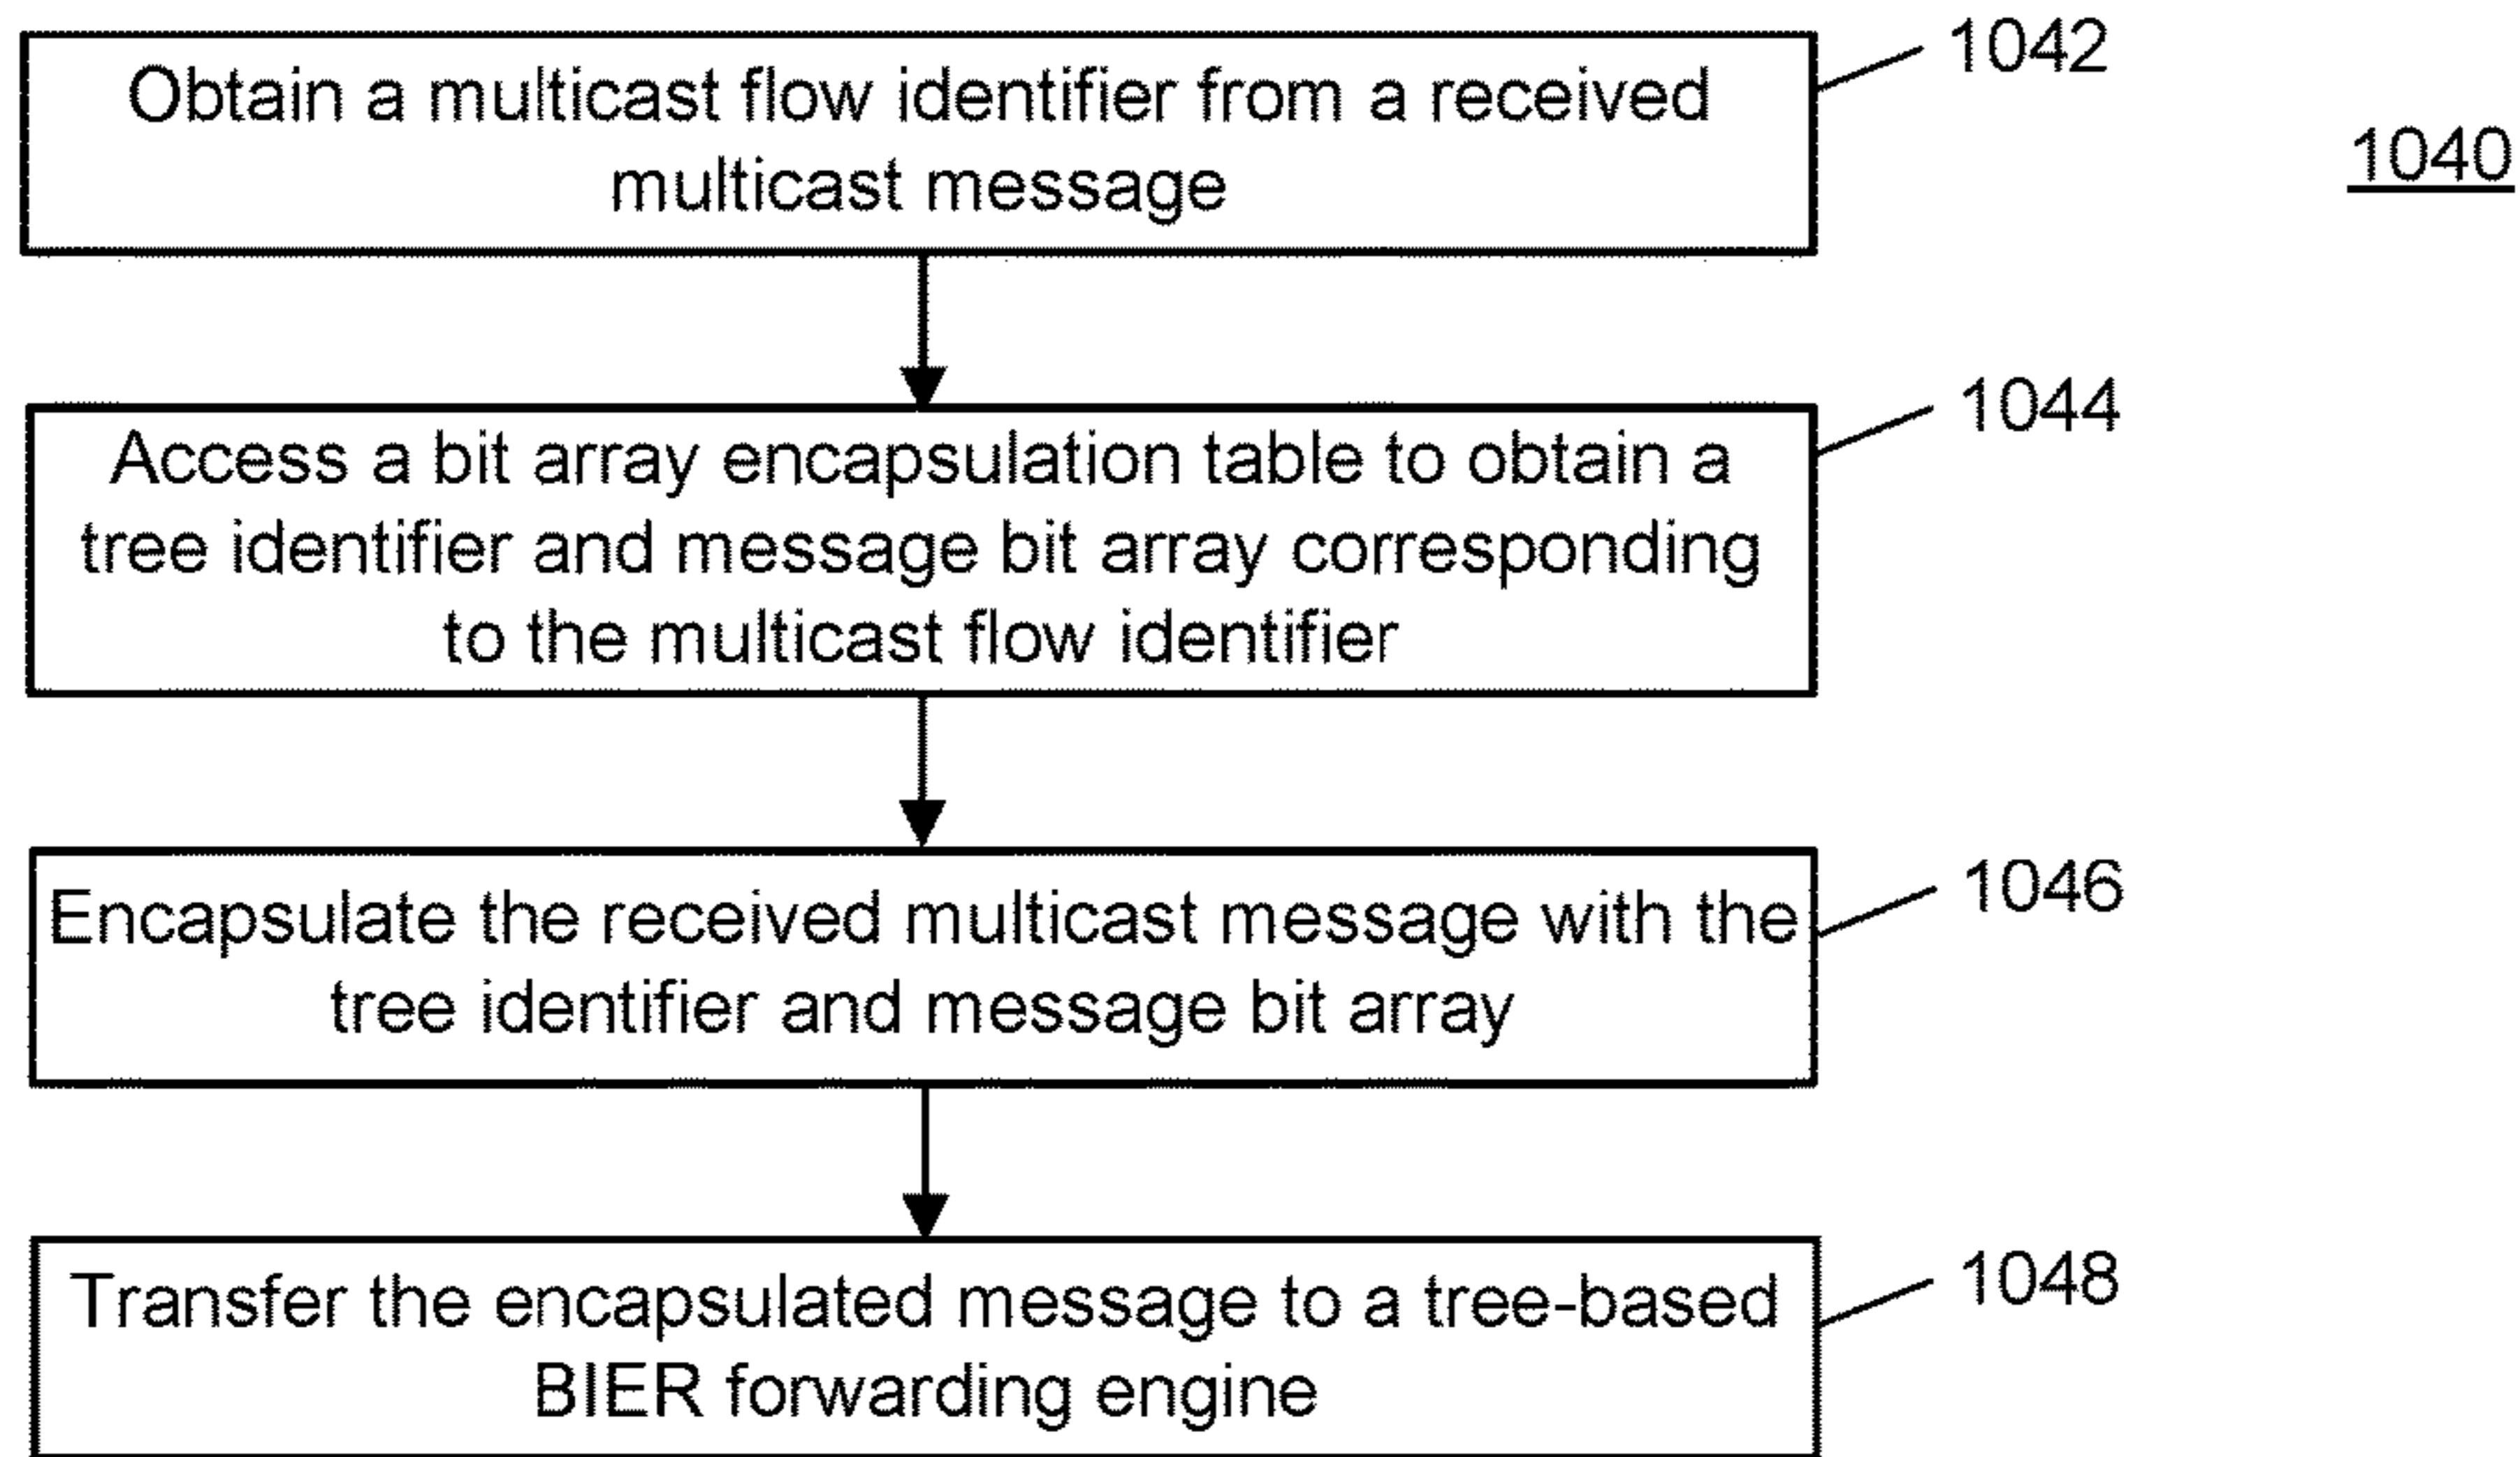 Obtain a multicast flow identifier from a received
multicast message
1042
1040
Access a bit array encapsulation table to obtain a
tree identifier and message bit array corresponding
to the multicast flow identifier
1044
Encapsulate the received multicast message with the
tree identifier and message bit array
1046
Transfer the encapsulated message to a tree-based
BIER forwarding engine
1048